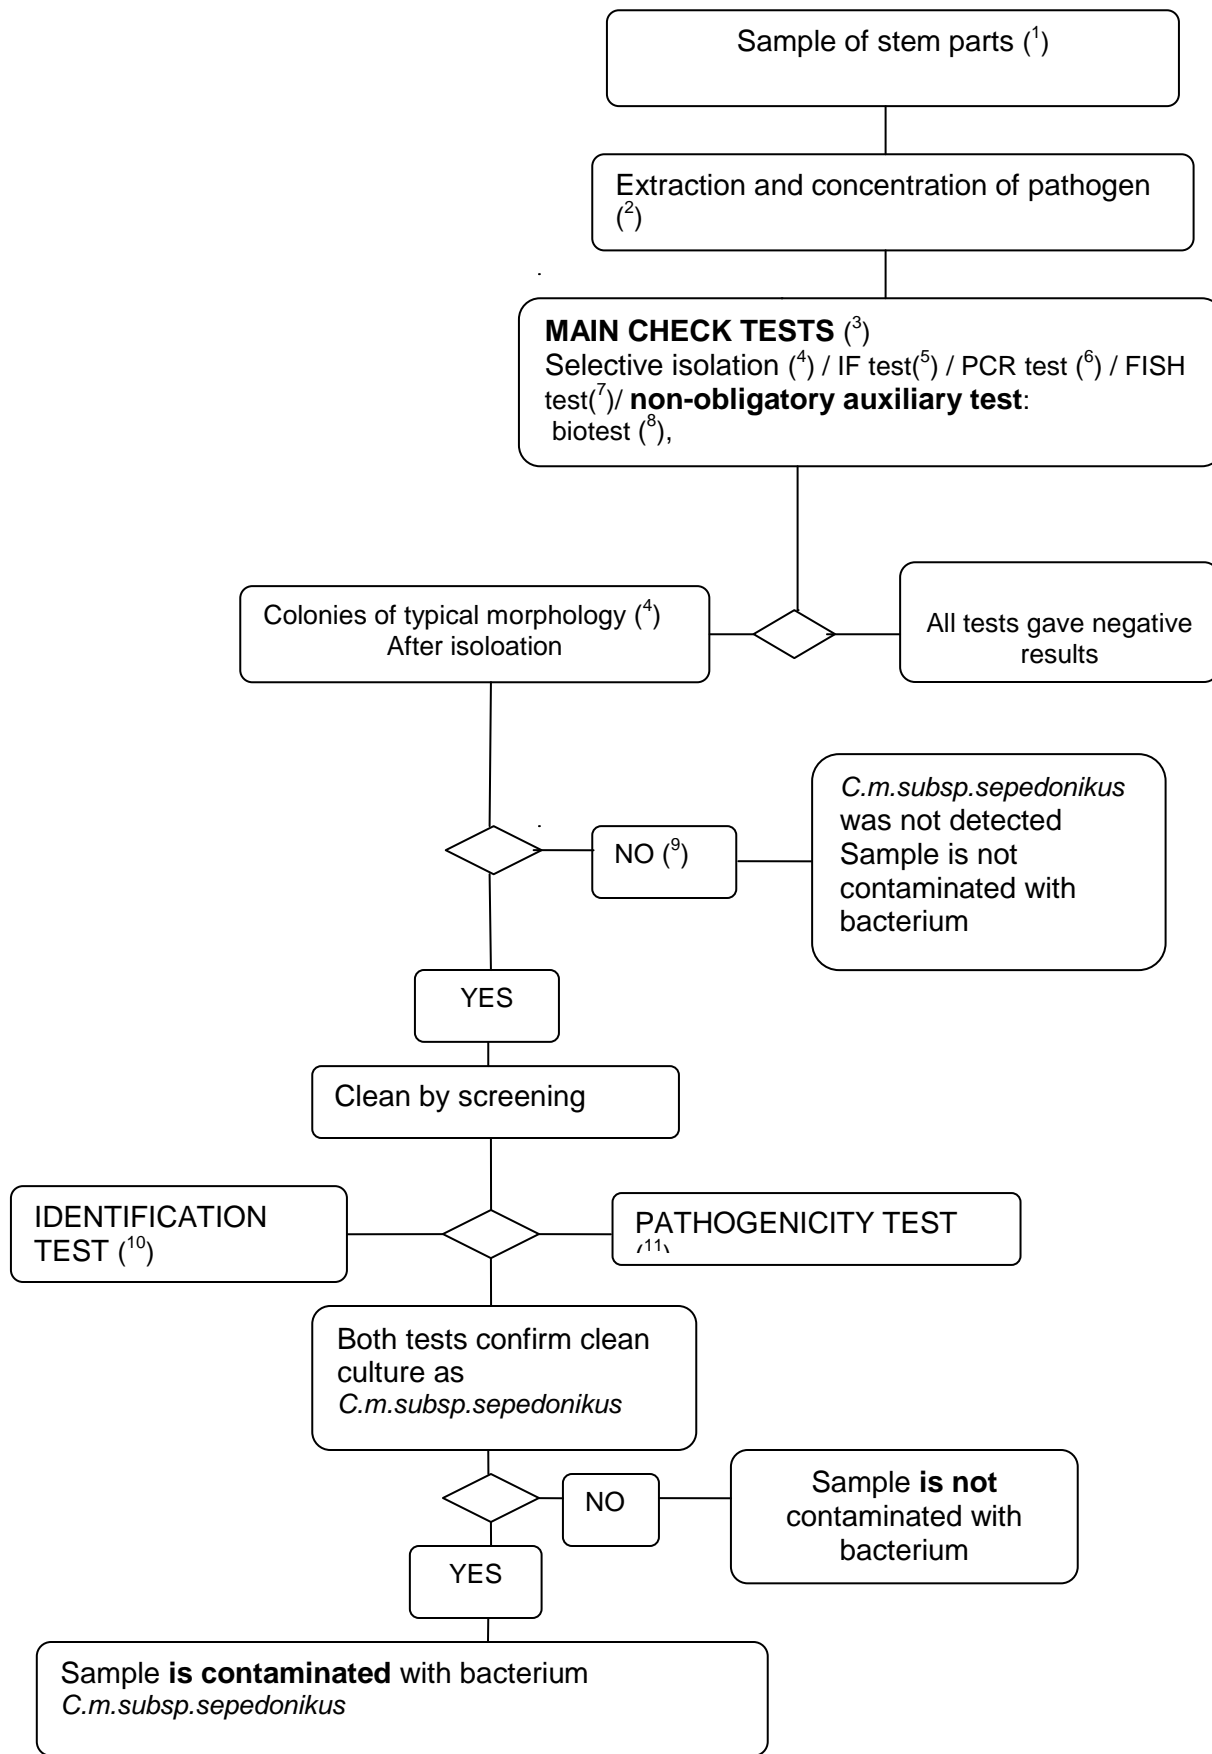 Sample of stem parts (¹)
Extraction and concentration of pathogen
(²)
MAIN CHECK TESTS (³)
Selective isolation (⁴) / IF test(⁵) / PCR test (⁶) / FISH
test(⁷)/ non-obligatory auxiliary test:
biotest (⁸),
Colonies of typical morphology (⁴)
After isoloation
All tests gave negative
results
NO (⁹)
C.m.subsp.sepedonikus
was not detected
Sample is not
contaminated with
bacterium
YES
Clean by screening
IDENTIFICATION
TEST (¹⁰)
PATHOGENICITY TEST
(¹¹)
Both tests confirm clean
culture as
C.m.subsp.sepedonikus
NO
Sample is not
contaminated with
bacterium
YES
Sample is contaminated with bacterium
C.m.subsp.sepedonikus